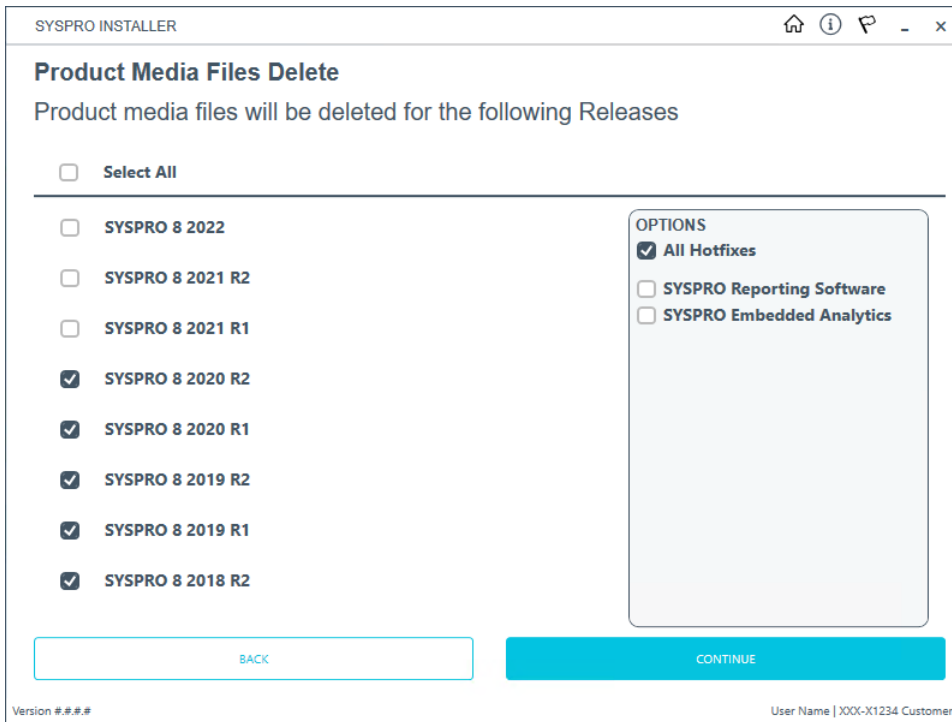 SYSPRO INSTALLER
Product Media Files Delete
Product media files will be deleted for the following Releases
Select All
SYSPRO 8 2022
SYSPRO 8 2021 R2
SYSPRO 8 2021 R1
SYSPRO 8 2020 R2
SYSPRO 8 2020 R1
SYSPRO 8 2019 R2
SYSPRO 8 2019 R1
SYSPRO 8 2018 R2
OPTIONS
All Hotfixes
SYSPRO Reporting Software
SYSPRO Embedded Analytics
BACK
CONTINUE
Version #.#.#.#
User Name | XXX-X1234 Customer